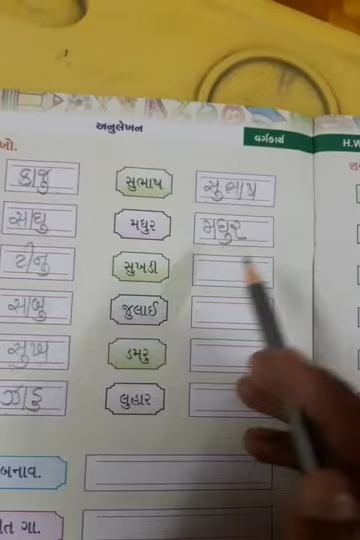 અનુલેખન
વર્ગકાર્ય
H.W
ખો.
કાજુ સુભાષ સુભાષ
સાધુ મધુર મધુર
ટીનુ સુખડી
સાબુ જુલાઈ
સુખ ડમરુ
ઝાડુ લુહાર
બનાવ.
ત ગા.